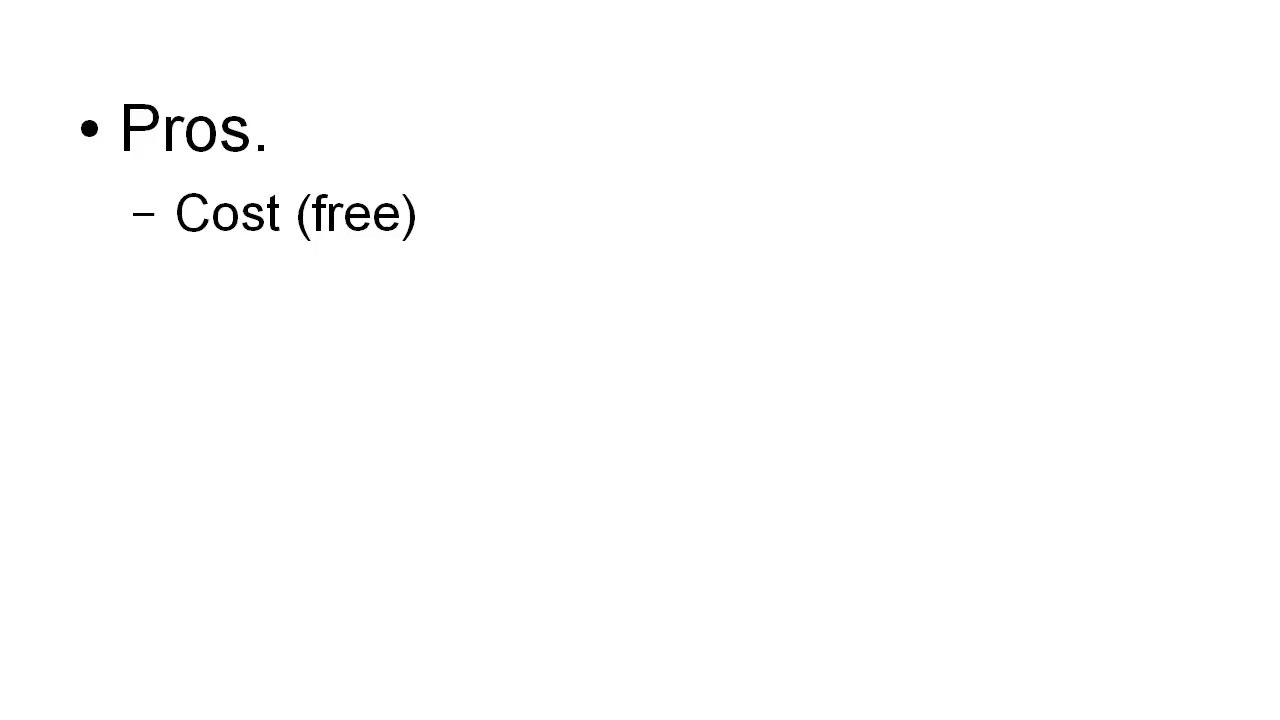 • Pros.
– Cost (free)